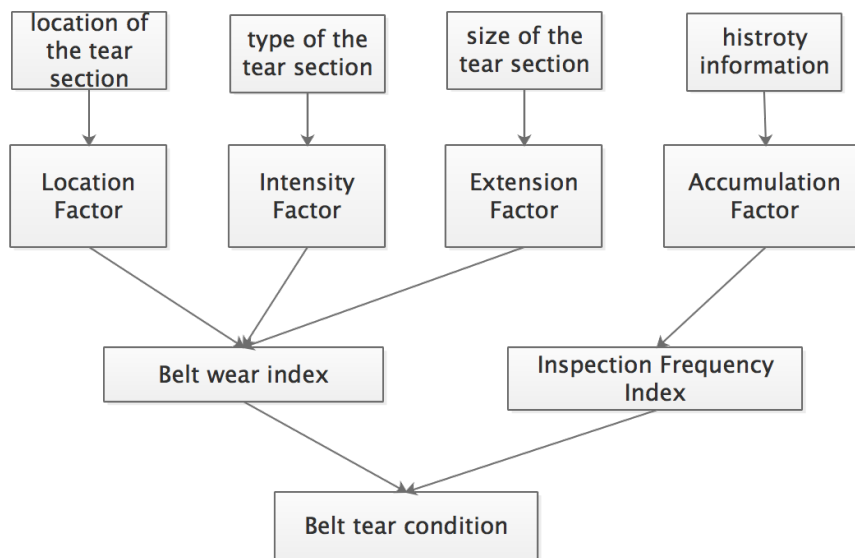 location of
the tear
section
type of the
tear section
size of the
tear section
histroty
information
Location
Factor
Intensity
Factor
Extension
Factor
Accumulation
Factor
Belt wear index
Inspection Frequency
Index
Belt tear condition